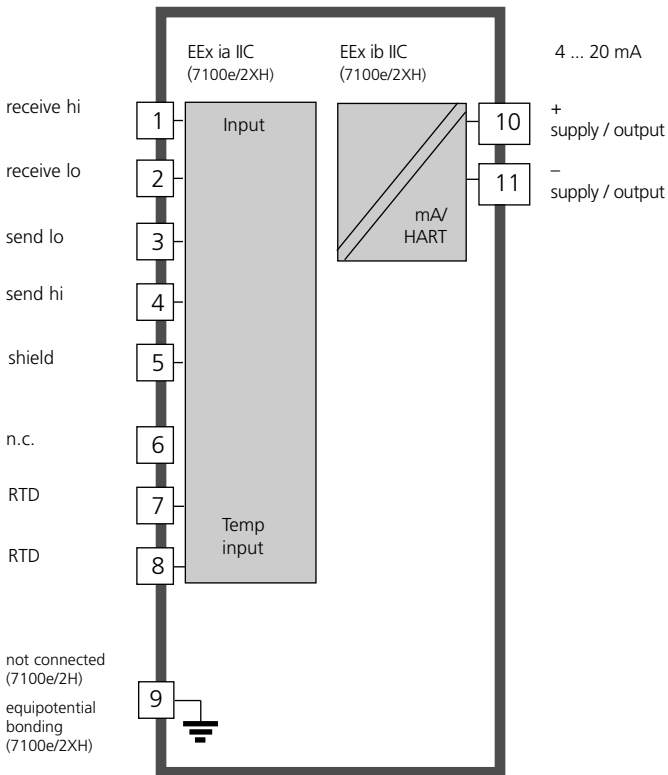 EEx ia IIC
(7100e/2XH)
EEx ib IIC
(7100e/2XH)
4 ... 20 mA
receive hi
1
Input
10
+
supply / output
receive lo
2
11
–
supply / output
mA/
HART
send lo
3
send hi
4
shield
5
n.c.
6
RTD
7
Temp
input
RTD
8
not connected
(7100e/2H)
9
equipotential
bonding
(7100e/2XH)